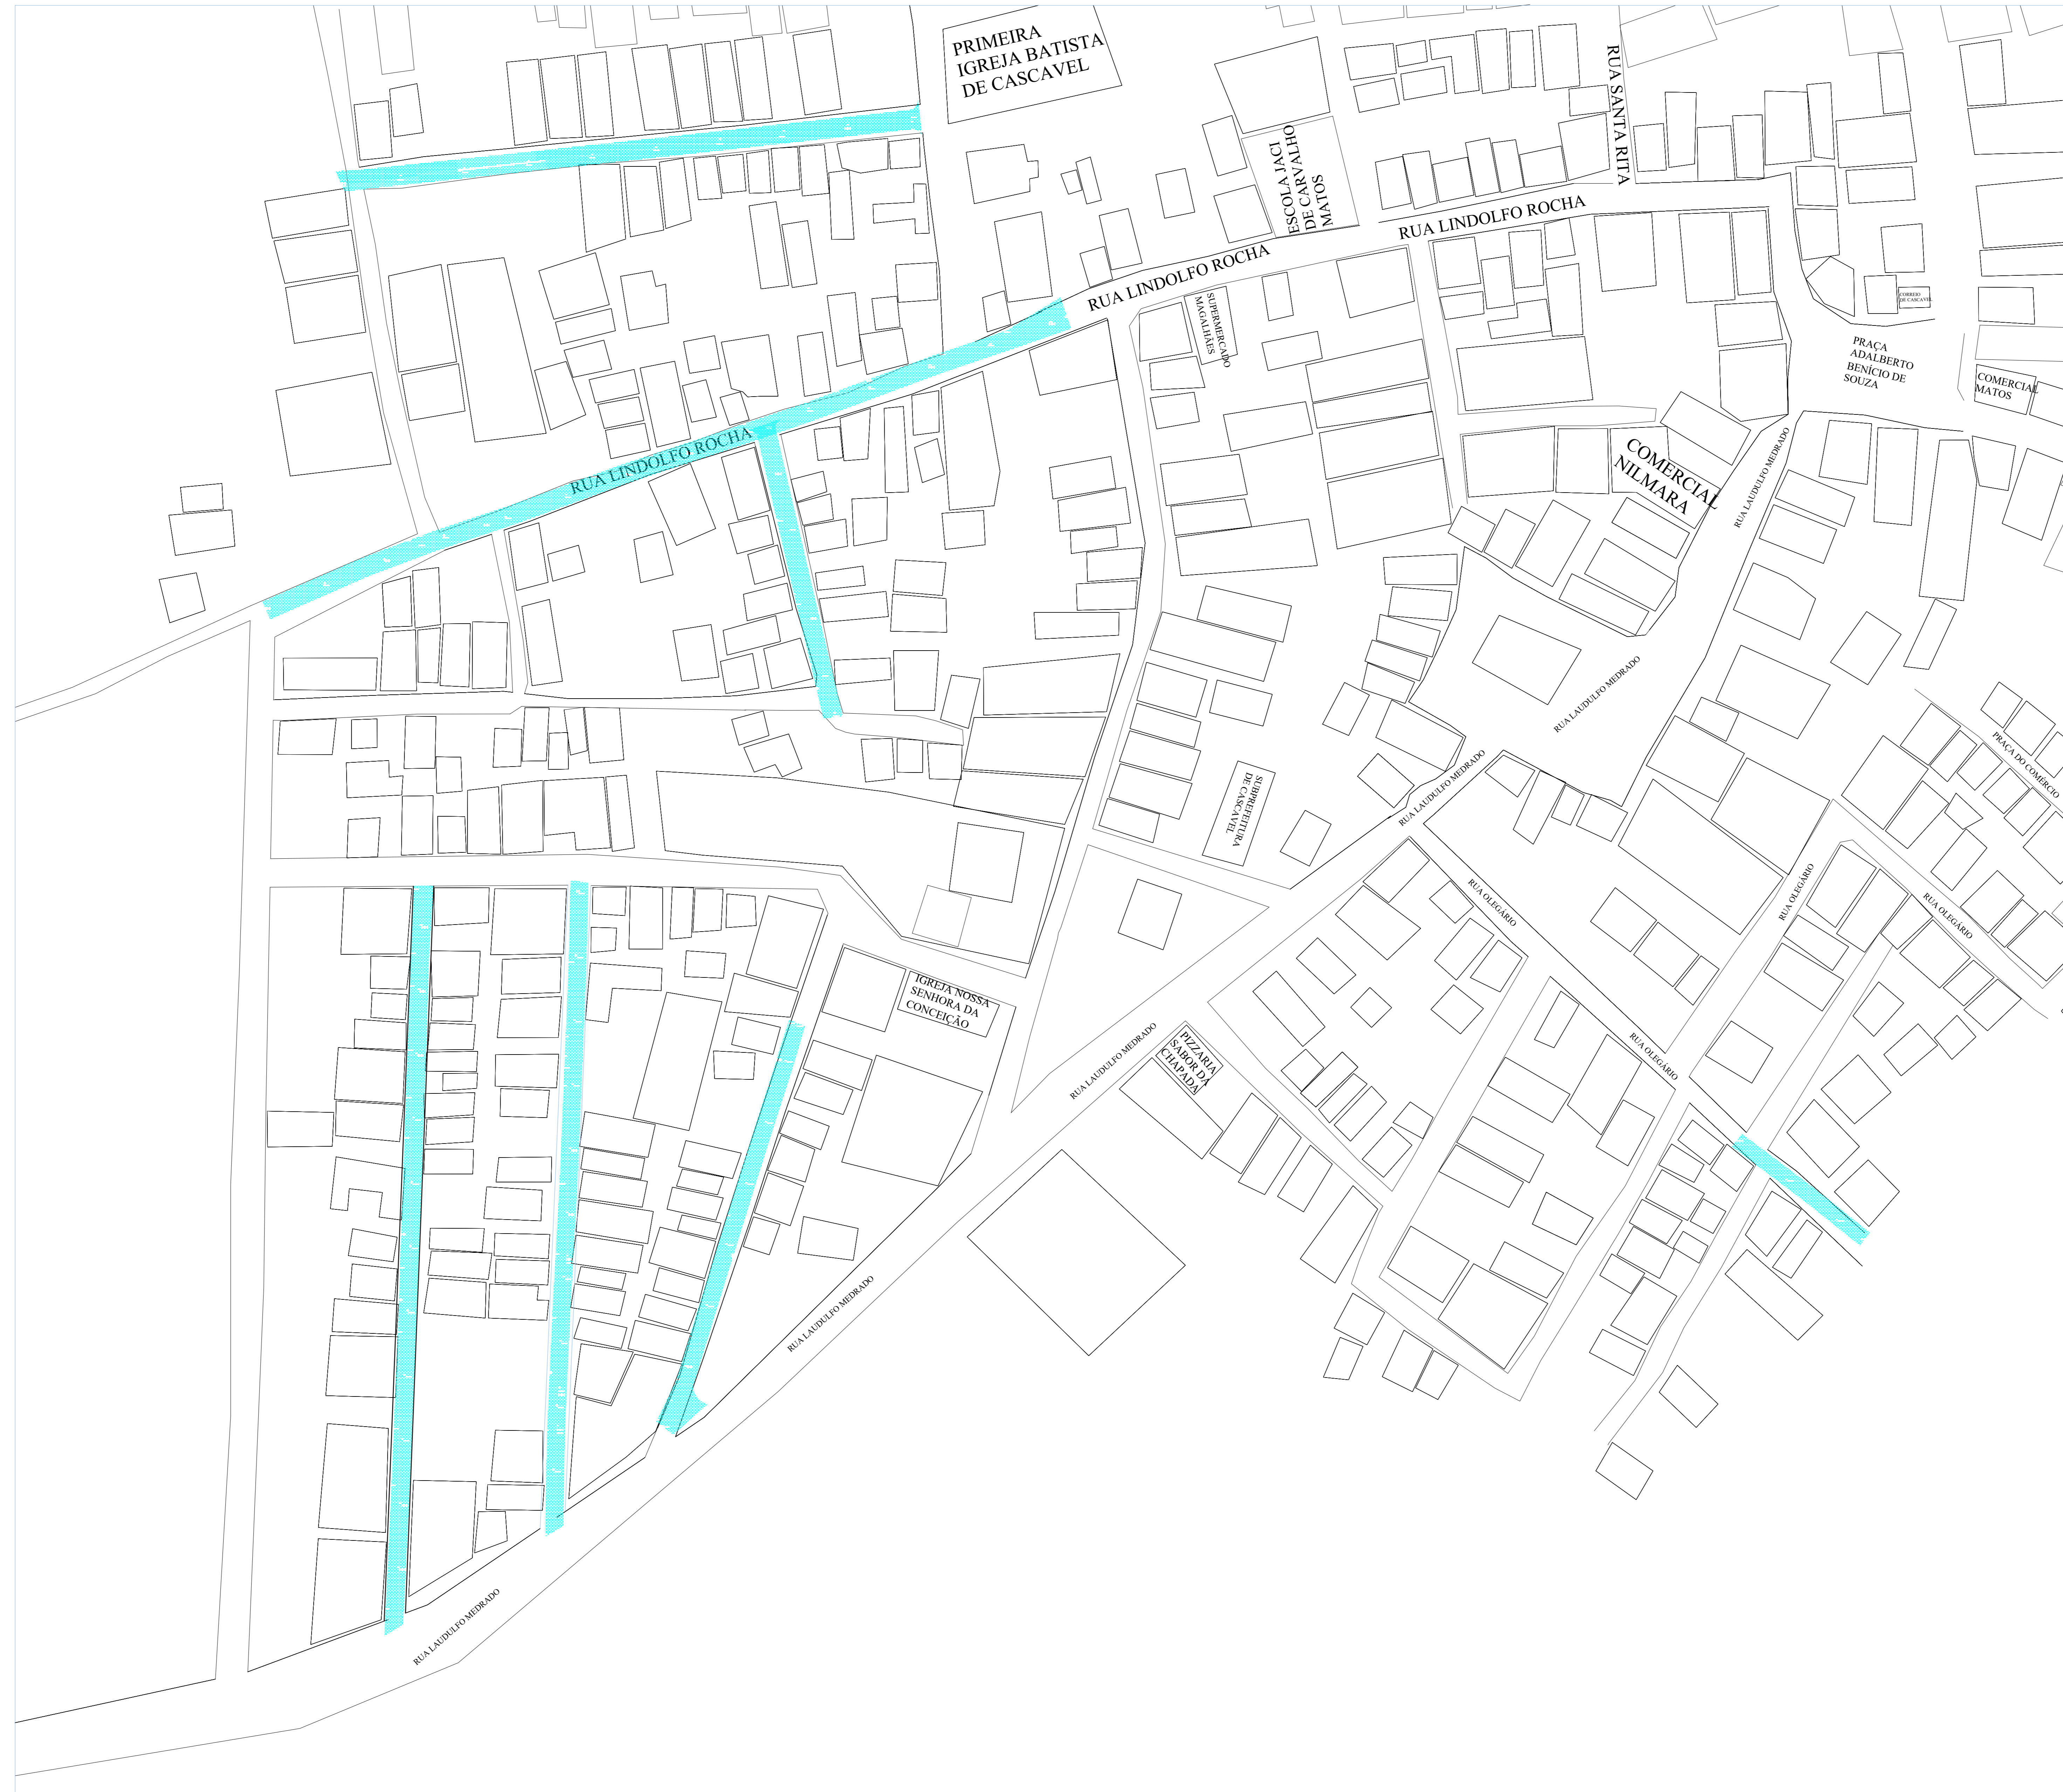 PRIMEIRA
IGREJA BATISTA
DE CASCAVEL
RUA SANTA RITA
ESCOLA JACI
DE CARVALHO
MATOS
RUA LINDOLFO ROCHA
RUA LINDOLFO ROCHA
SUPERMERCADO
MAGALHÃES
CORREIO
DE CASCAVEL
PRAÇA
ADALBERTO
BENÍCIO DE
SOUZA
COMERCIAL
MATOS
RUA LINDOLFO ROCHA
COMERCIAL
NILMARA
RUA LAUDULFO MEDRADO
RUA LAUDULFO MEDRADO
PRAÇA DO COMÉRCIO
RUA LAUDULFO MEDRADO
SUBPREFEITURA
DE CASCAVEL
RUA OLEGÁRIO
RUA OLEGÁRIO
RUA OLEGÁRIO
IGREJA NOSSA
SENHORA DA
CONCEIÇÃO
RUA LAUDULFO MEDRADO
PIZZARIA
SABOR DA
CHAPADA
RUA OLEGÁRIO
RUA LAUDULFO MEDRADO
RUA LAUDULFO MEDRADO